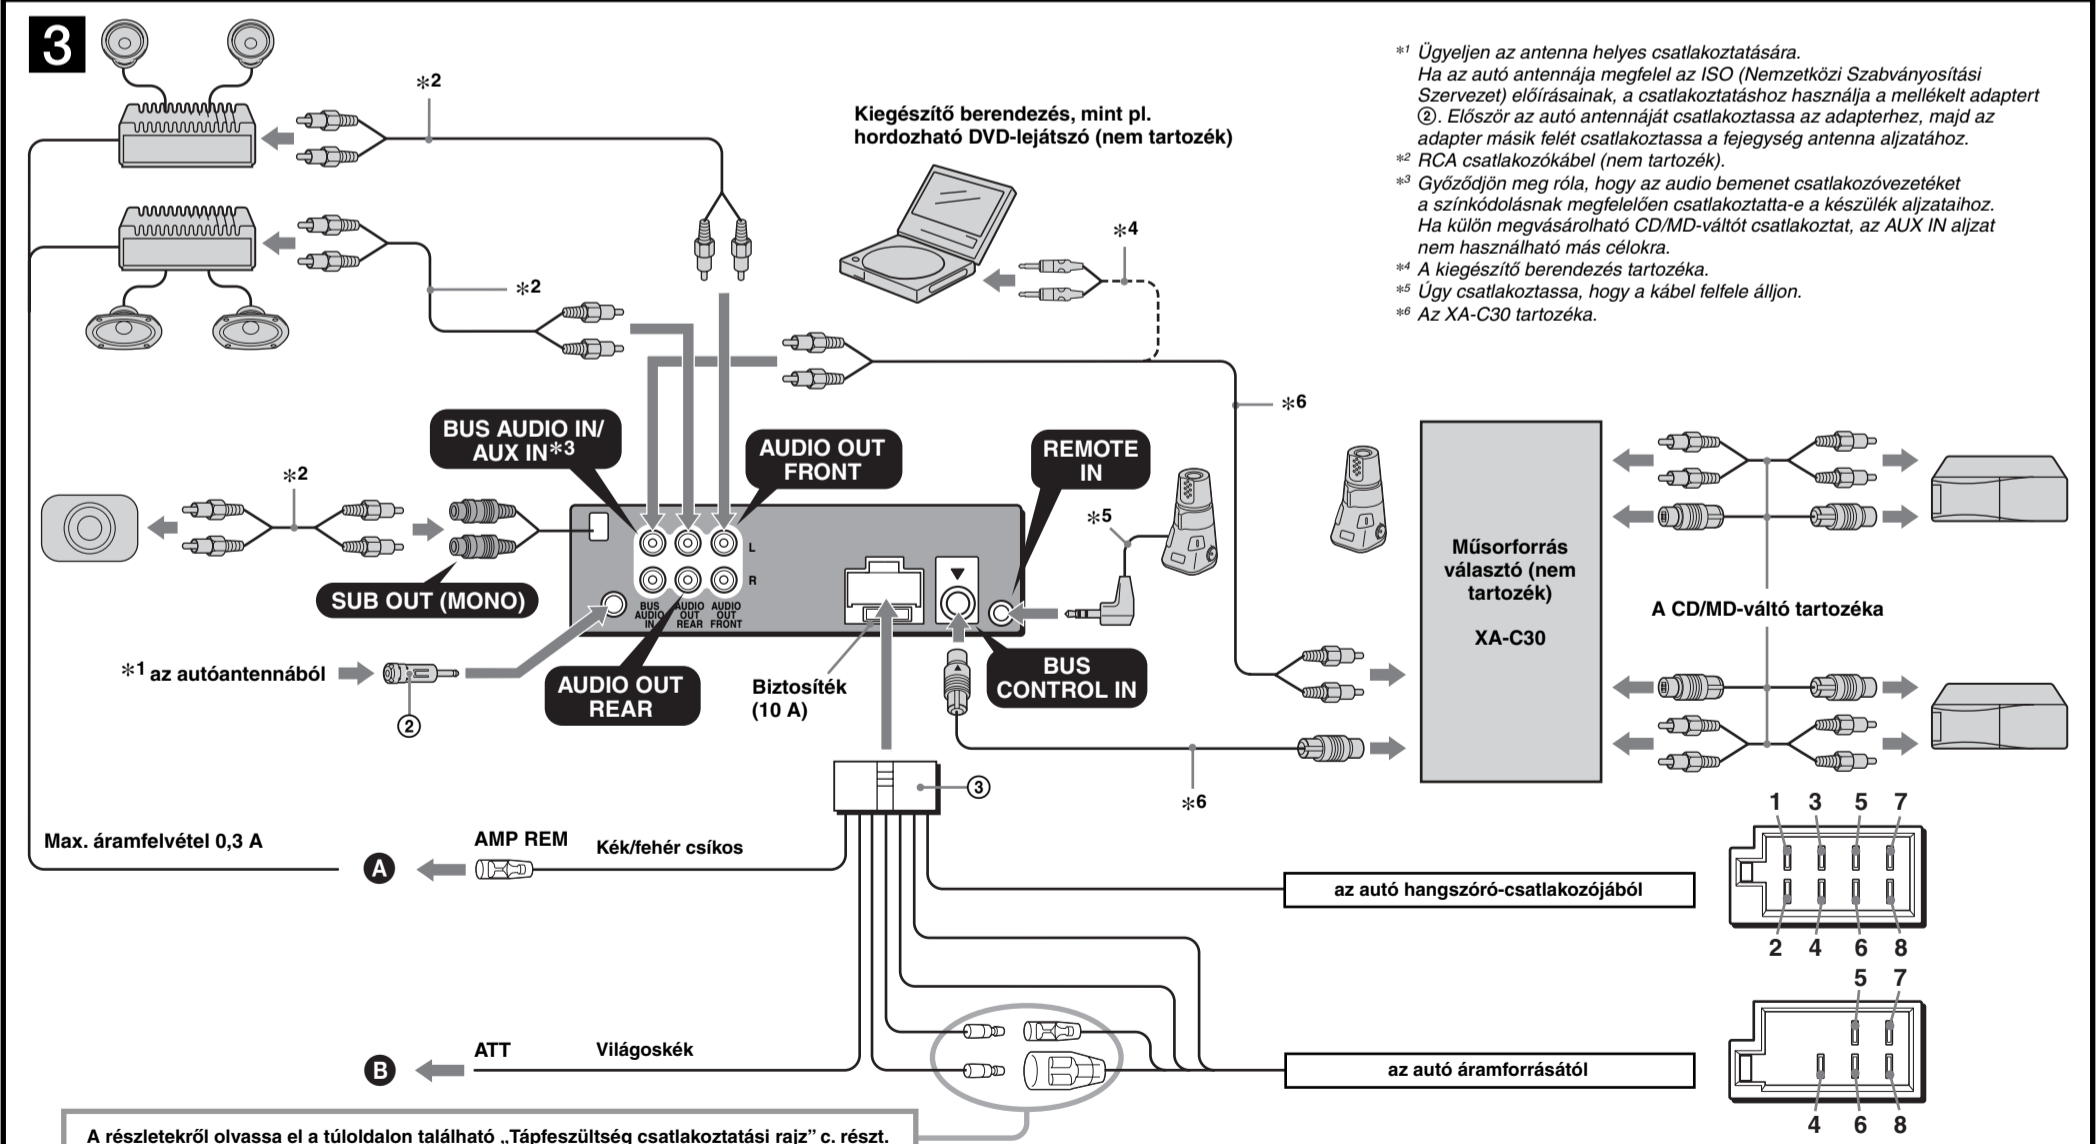 3
*2
Kiegészítő berendezés, mint pl.
hordozható DVD-lejátszó (nem tartozék)
*1 Ügyeljen az antenna helyes csatlakoztatására.
Ha az autó antennája megfelel az ISO (Nemzetközi Szabványosítási
Szervezet) előírásainak, a csatlakoztatáshoz használja a mellékelt adaptert
②. Először az autó antennáját csatlakoztassa az adapterhez, majd az
adapter másik felét csatlakoztassa a fejegység antenna aljzatához.
*2 RCA csatlakozókábel (nem tartozék).
*3 Győződjön meg róla, hogy az audio bemenet csatlakozóvezetéket
a színkódolásnak megfelelően csatlakoztatta-e a készülék aljzataihoz.
Ha külön megvásárolható CD/MD-váltót csatlakoztat, az AUX IN aljzat
nem használható más célokra.
*4 A kiegészítő berendezés tartozéka.
*5 Úgy csatlakoztassa, hogy a kábel felfele álljon.
*6 Az XA-C30 tartozéka.
*4
*2
*6
BUS AUDIO IN/
AUX IN*3
AUDIO OUT
FRONT
REMOTE
IN
*2
*5
L
R
SUB OUT (MONO)
BUS
AUDIO
IN
AUDIO
OUT
REAR
AUDIO
OUT
FRONT
Műsorforrás
választó (nem
tartozék)
XA-C30
A CD/MD-váltó tartozéka
*1 az autóantennából
②
AUDIO OUT
REAR
Biztosíték
(10 A)
BUS
CONTROL IN
③
*6
Max. áramfelvétel 0,3 A
A
AMP REM
Kék/fehér csíkos
az autó hangszóró-csatlakozójából
1 3 5 7
2 4 6 8
B
ATT
Világoskék
az autó áramforrásától
5 7
4 6 8
A részletekről olvassa el a túloldalon található „Tápfeszültség csatlakoztatási rajz” c. részt.